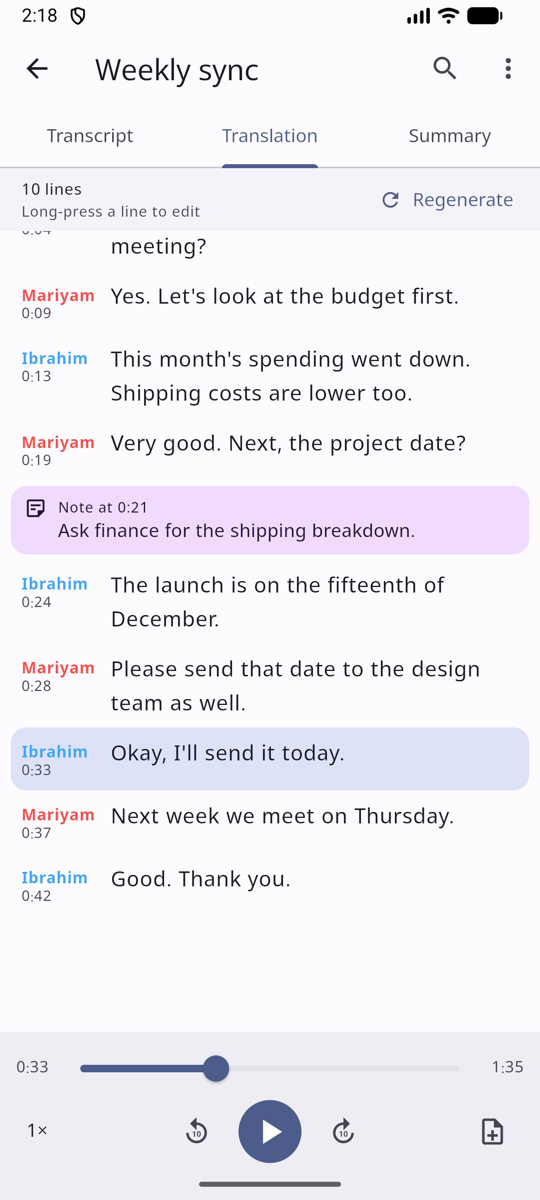 2:18
Weekly sync
Transcript
Translation
Summary
10 lines
Long-press a line to edit
Regenerate
meeting?
Mariyam
0:09
Yes. Let's look at the budget first.
Ibrahim
0:13
This month's spending went down.
Shipping costs are lower too.
Mariyam
0:19
Very good. Next, the project date?
Note at 0:21
Ask finance for the shipping breakdown.
Ibrahim
0:24
The launch is on the fifteenth of
December.
Mariyam
0:28
Please send that date to the design
team as well.
Ibrahim
0:33
Okay, I'll send it today.
Mariyam
0:37
Next week we meet on Thursday.
Ibrahim
0:42
Good. Thank you.
0:33
1:35
1×
10
10